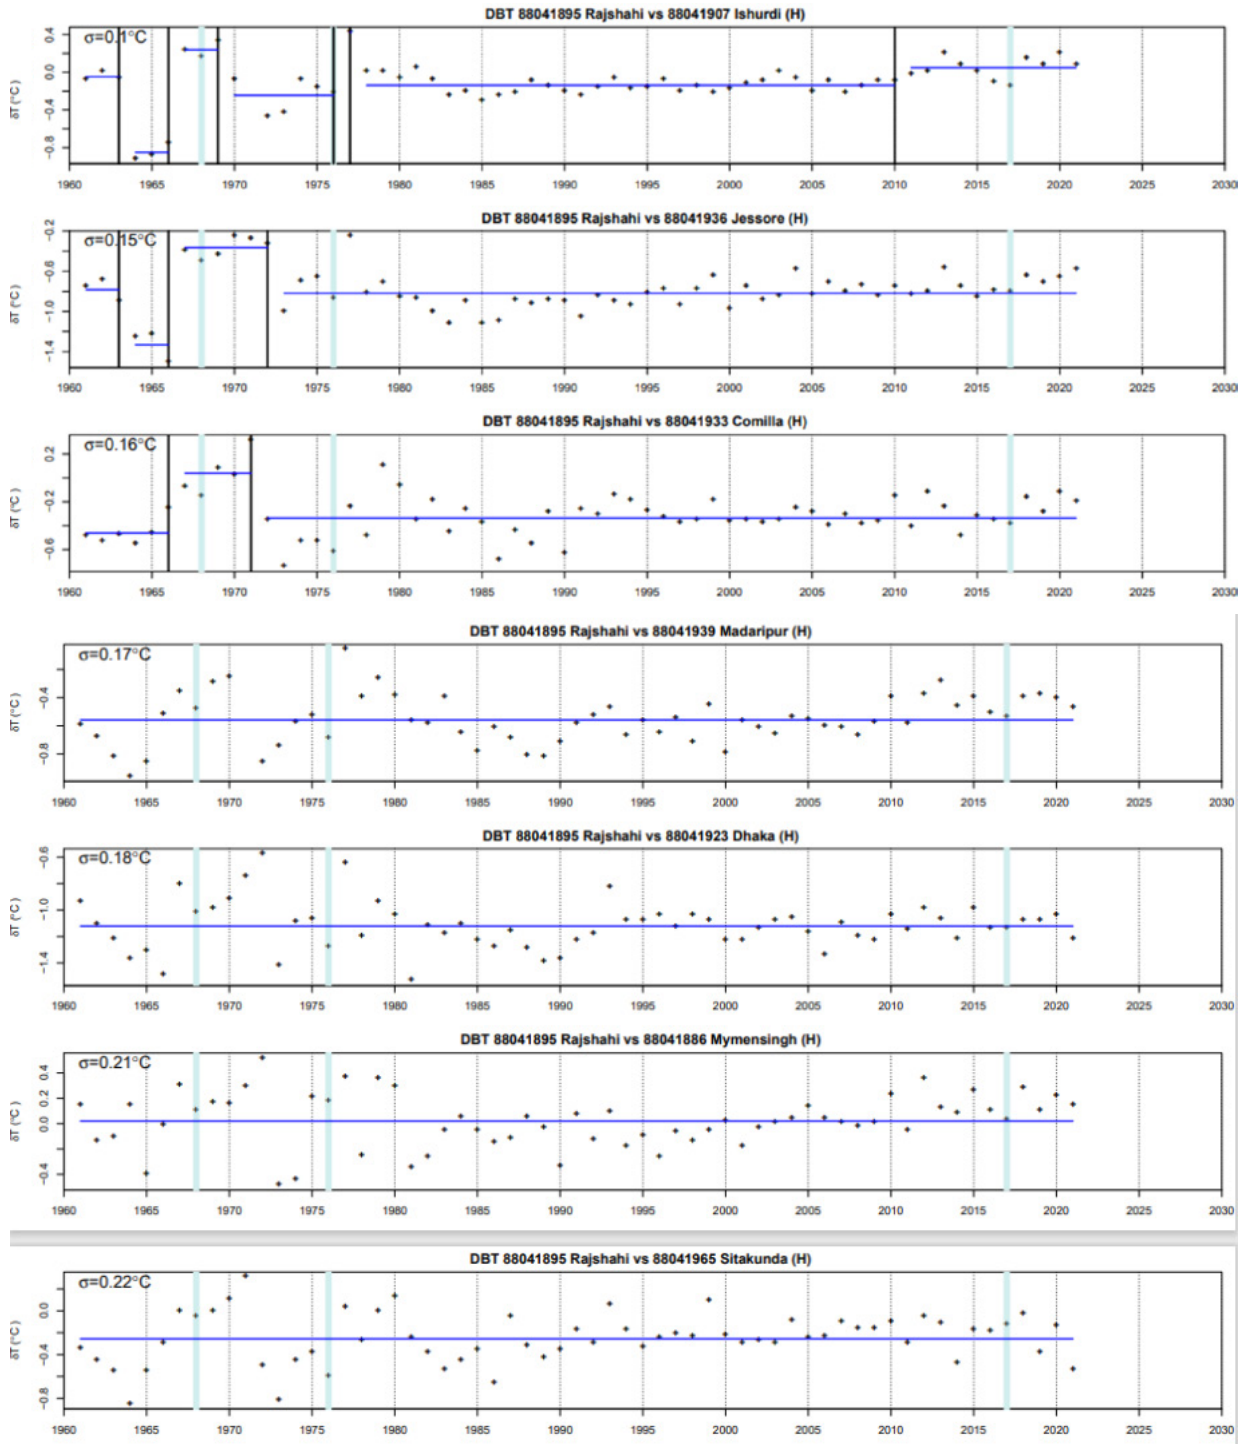 DBT 88041895 Rajshahi vs 88041907 Ishurdi (H)
σ=0.1°C
δT (°C)
0.4
0.0
−0.4
−0.8
1960 1965 1970 1975 1980 1985 1990 1995 2000 2005 2010 2015 2020 2025 2030
DBT 88041895 Rajshahi vs 88041936 Jessore (H)
σ=0.15°C
δT (°C)
−0.2
−0.6
−1.0
−1.4
1960 1965 1970 1975 1980 1985 1990 1995 2000 2005 2010 2015 2020 2025 2030
DBT 88041895 Rajshahi vs 88041933 Comilla (H)
σ=0.16°C
δT (°C)
0.2
−0.2
−0.6
1960 1965 1970 1975 1980 1985 1990 1995 2000 2005 2010 2015 2020 2025 2030
DBT 88041895 Rajshahi vs 88041939 Madaripur (H)
σ=0.17°C
δT (°C)
−0.4
−0.8
1960 1965 1970 1975 1980 1985 1990 1995 2000 2005 2010 2015 2020 2025 2030
DBT 88041895 Rajshahi vs 88041923 Dhaka (H)
σ=0.18°C
δT (°C)
−0.6
−1.0
−1.4
1960 1965 1970 1975 1980 1985 1990 1995 2000 2005 2010 2015 2020 2025 2030
DBT 88041895 Rajshahi vs 88041886 Mymensingh (H)
σ=0.21°C
δT (°C)
0.4
0.2
0.0
−0.4
1960 1965 1970 1975 1980 1985 1990 1995 2000 2005 2010 2015 2020 2025 2030
DBT 88041895 Rajshahi vs 88041965 Sitakunda (H)
σ=0.22°C
δT (°C)
0.0
−0.4
−0.8
1960 1965 1970 1975 1980 1985 1990 1995 2000 2005 2010 2015 2020 2025 2030